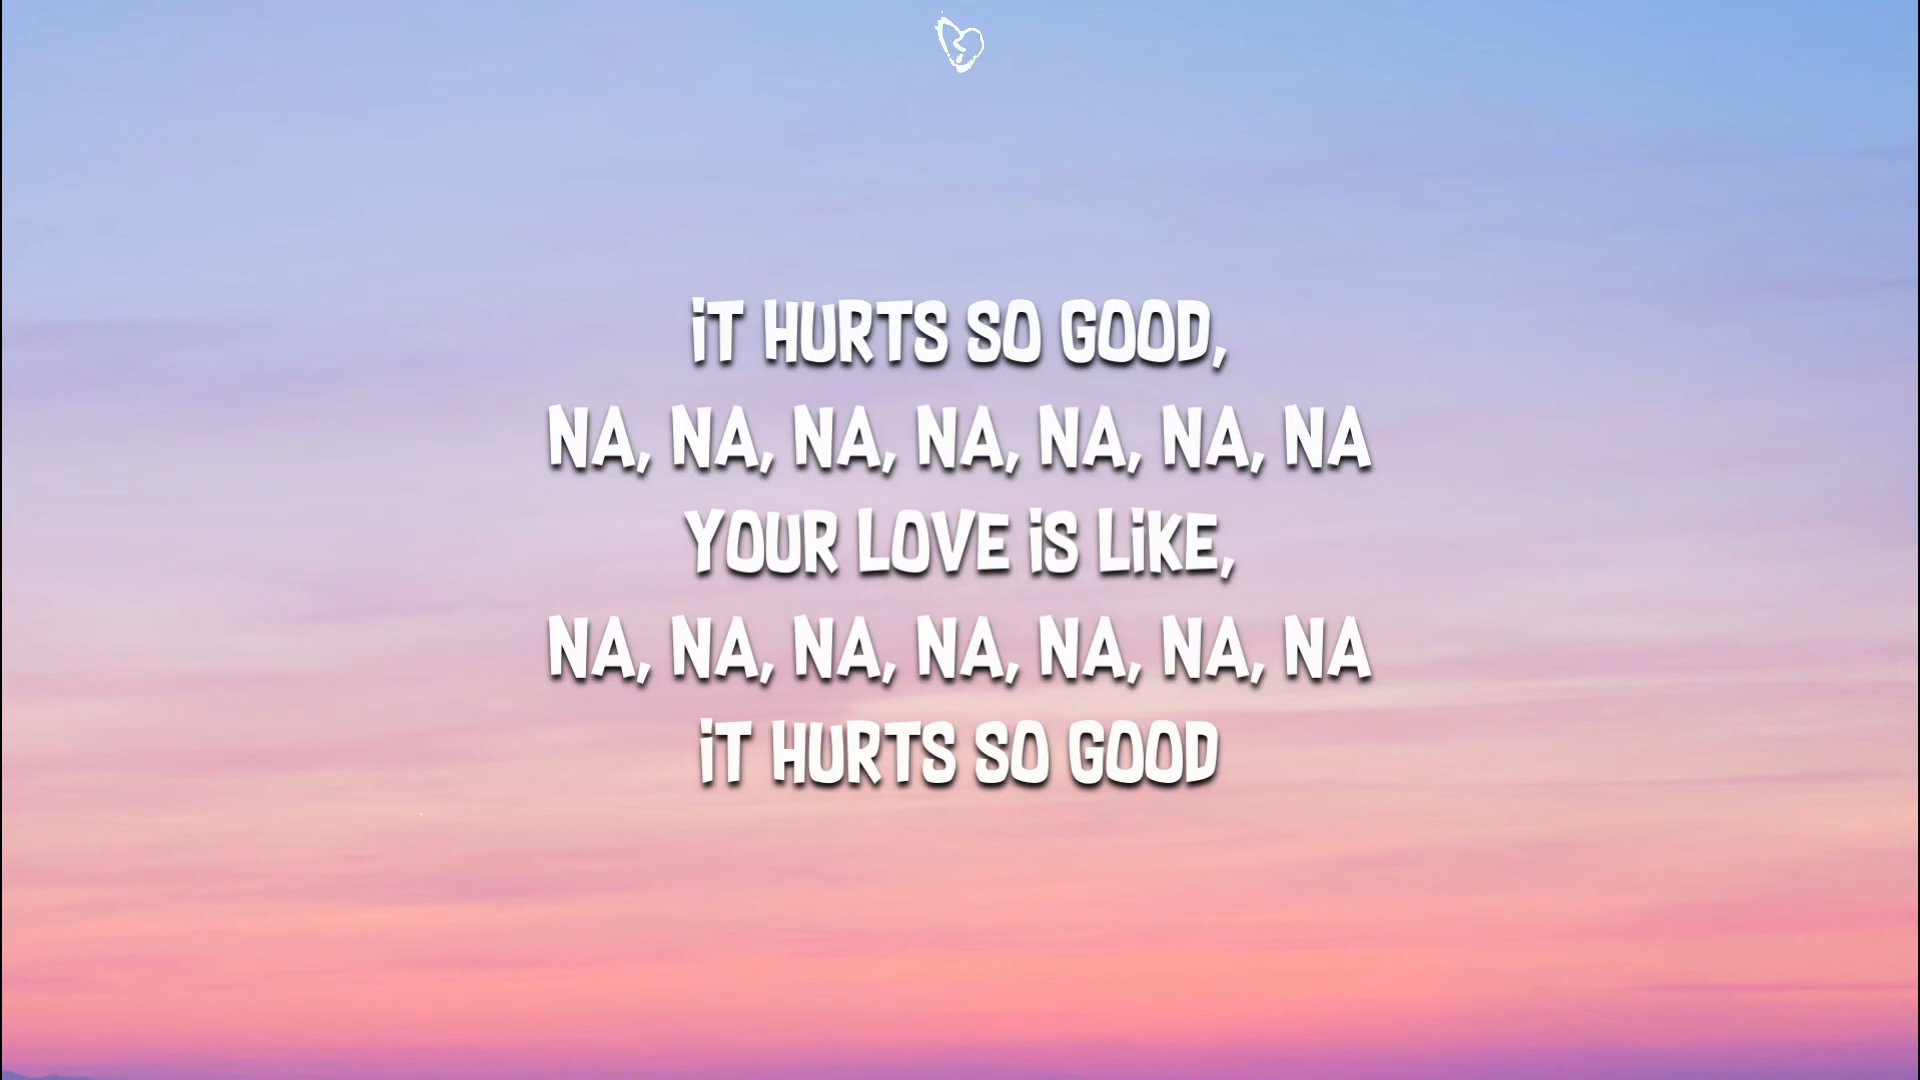 iT HURTS SO GOOD,
NA, NA, NA, NA, NA, NA, NA
YOUR LOVE iS LiKE,
NA, NA, NA, NA, NA, NA, NA
iT HURTS SO GOOD